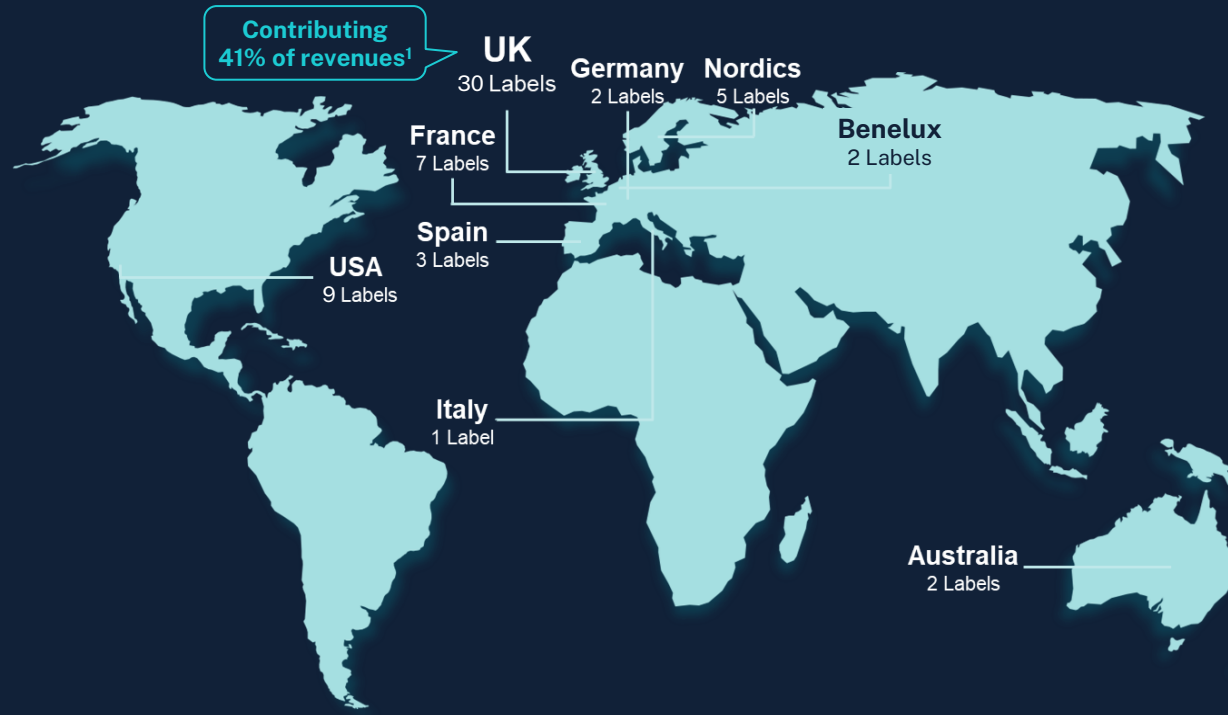 Contributing
41% of revenues¹
UK
30 Labels
Germany
2 Labels
Nordics
5 Labels
Benelux
2 Labels
France
7 Labels
Spain
3 Labels
USA
9 Labels
Italy
1 Label
Australia
2 Labels